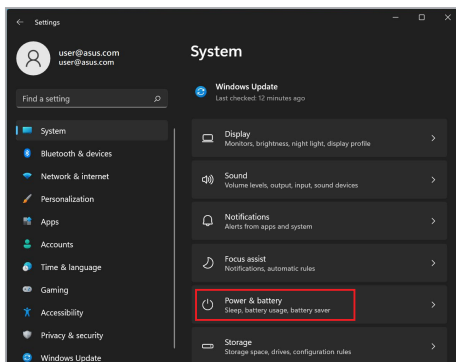 Settings
user@asus.com
user@asus.com
Find a setting
System
Bluetooth & devices
Network & internet
Personalization
Apps
Accounts
Time & language
Gaming
Accessibility
Privacy & security
Windows Update
System
Windows Update
Last checked: 12 minutes ago
Display
Monitors, brightness, night light, display profile
Sound
Volume levels, output, input, sound devices
Notifications
Alerts from apps and system
Focus assist
Notifications, automatic rules
Power & battery
Sleep, battery usage, battery saver
Storage
Storage space, drives, configuration rules